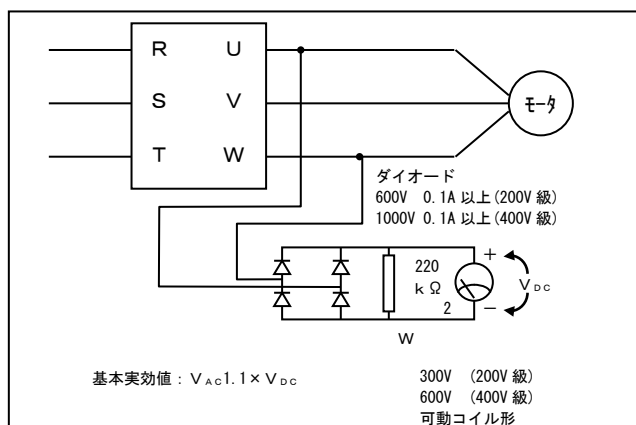 R U
S V
T W
モータ
ダイオード
600V 0.1A 以上(200V 級)
1000V 0.1A 以上(400V 級)
220
kΩ
2
W
+
−
VDC
基本実効値：VAC1.1×VDC
300V (200V 級)
600V (400V 級)
可動コイル形